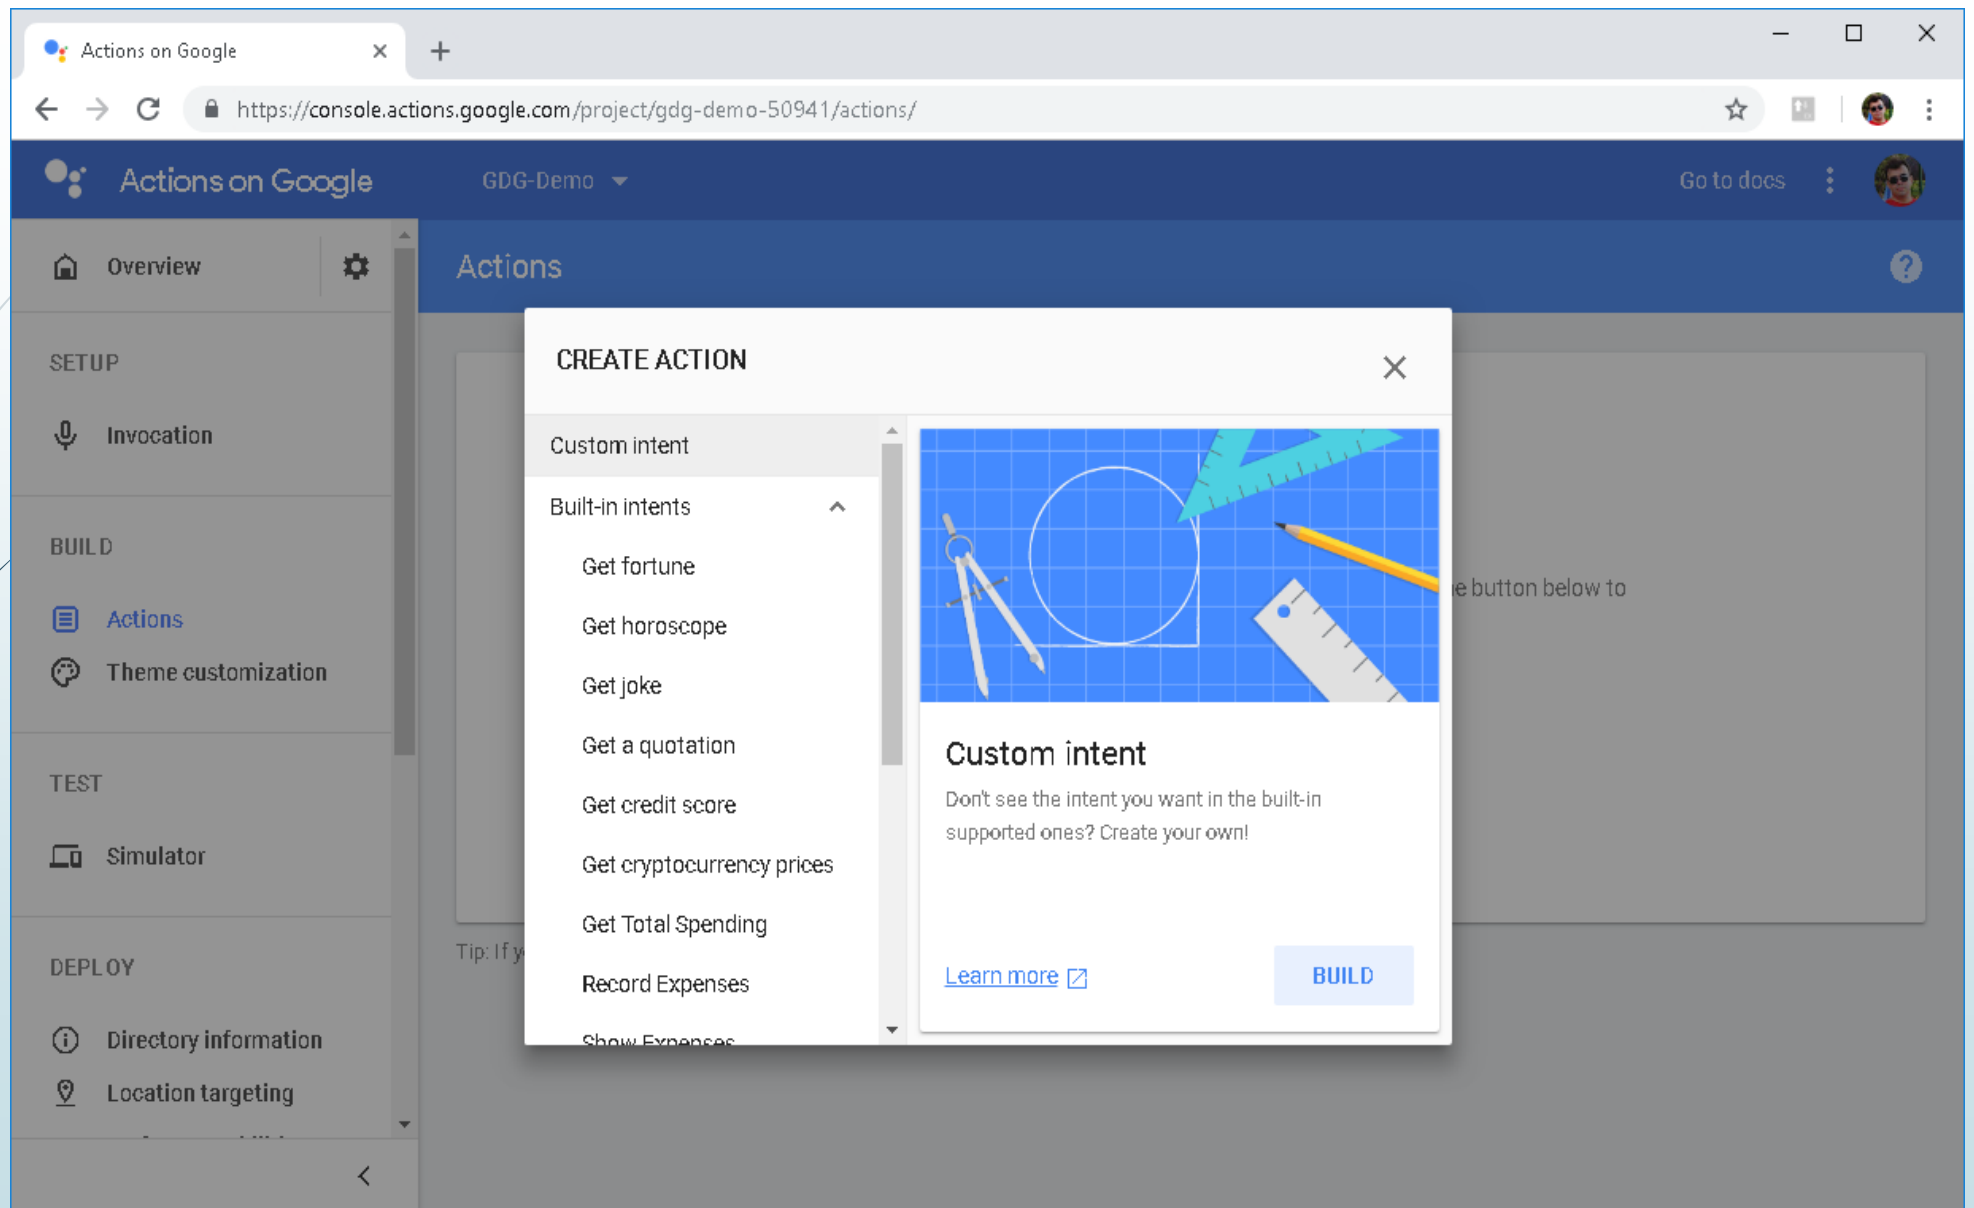 Actions on Google
https://console.actions.google.com/project/gdg-demo-50941/actions/
Actions on Google
GDG-Demo
Go to docs
Overview
Actions
SETUP
Invocation
BUILD
Actions
Theme customization
TEST
Simulator
DEPLOY
Directory information
Location targeting
CREATE ACTION
Custom intent
Built-in intents
Get fortune
Get horoscope
Get joke
Get a quotation
Get credit score
Get cryptocurrency prices
Get Total Spending
Record Expenses
Show Expenses
Custom intent
Don't see the intent you want in the built-in
supported ones? Create your own!
Learn more
BUILD
button below to
Tip: If